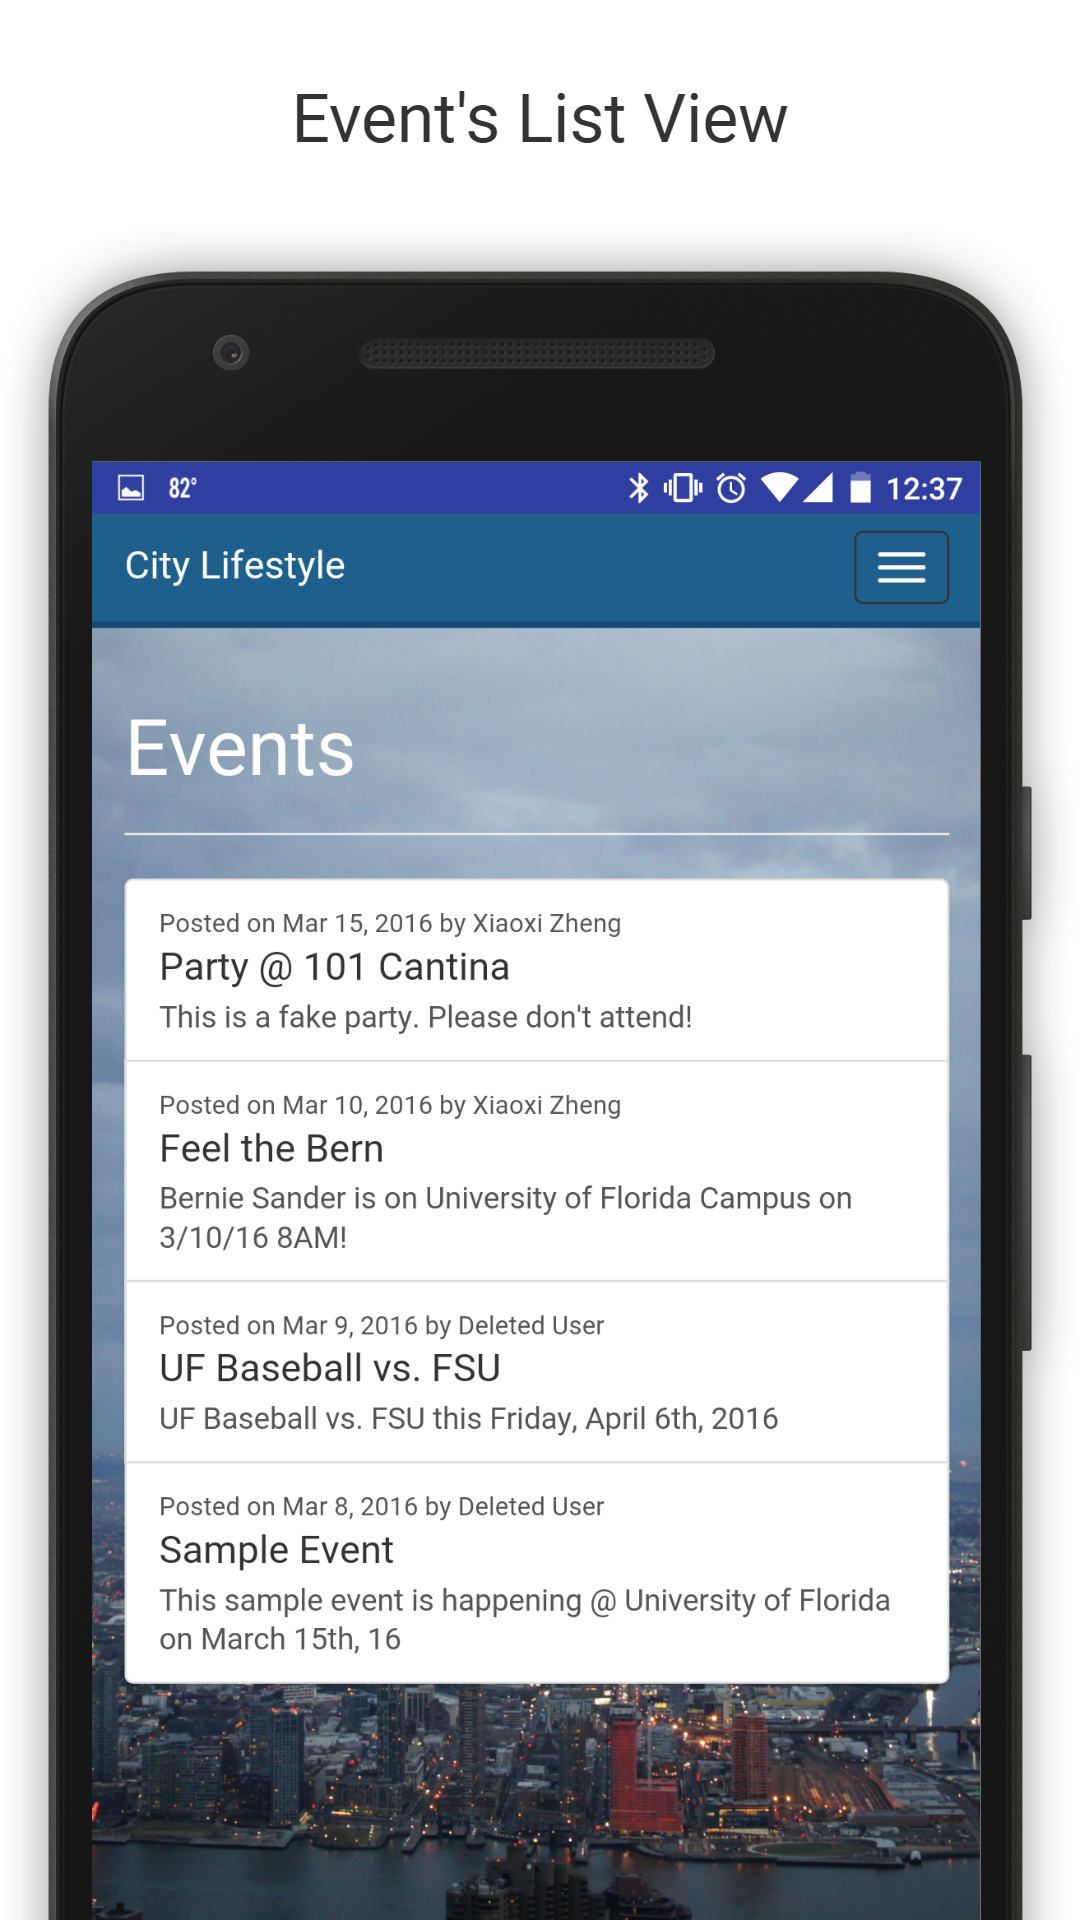 Event's List View
82°
12:37
City Lifestyle
Events
Posted on Mar 15, 2016 by Xiaoxi Zheng
Party @ 101 Cantina
This is a fake party. Please don't attend!
Posted on Mar 10, 2016 by Xiaoxi Zheng
Feel the Bern
Bernie Sander is on University of Florida Campus on
3/10/16 8AM!
Posted on Mar 9, 2016 by Deleted User
UF Baseball vs. FSU
UF Baseball vs. FSU this Friday, April 6th, 2016
Posted on Mar 8, 2016 by Deleted User
Sample Event
This sample event is happening @ University of Florida
on March 15th, 16